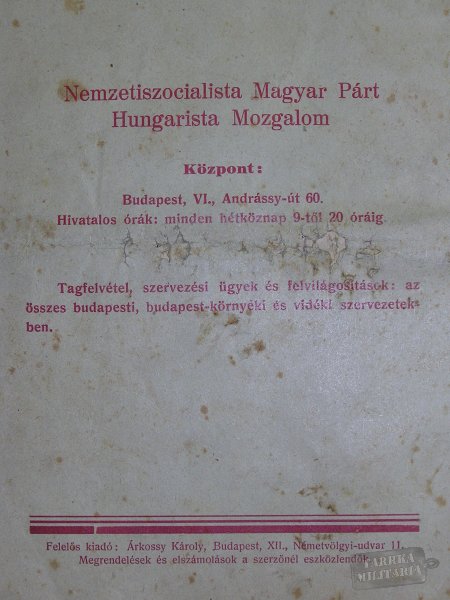 Nemzetiszocialista Magyar Párt
Hungarista Mozgalom
Központ:
Budapest, VI., Andrássy-út 60.
Hivatalos órák: minden hétköznap 9-től 20 óráig.
Tagfelvétel, szervezési ügyek és felvilágosítások: az
összes budapesti, budapest-környéki és vidéki szervezetek-
ben.
Felelős kiadó: Árkossy Károly, Budapest, XII., Németvölgyi-udvar 11.
Megrendelések és elszámolások a szerzőnél eszközlendők.
VARRKA
MILITARIA